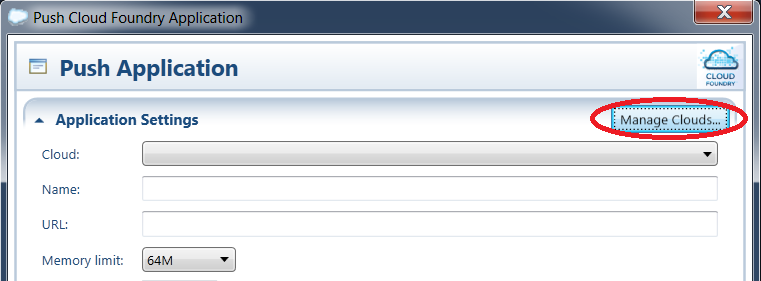 Push Cloud Foundry Application
Push Application
CLOUD
FOUNDRY
Application Settings
Manage Clouds...
Cloud:
Name:
URL:
Memory limit: 64M